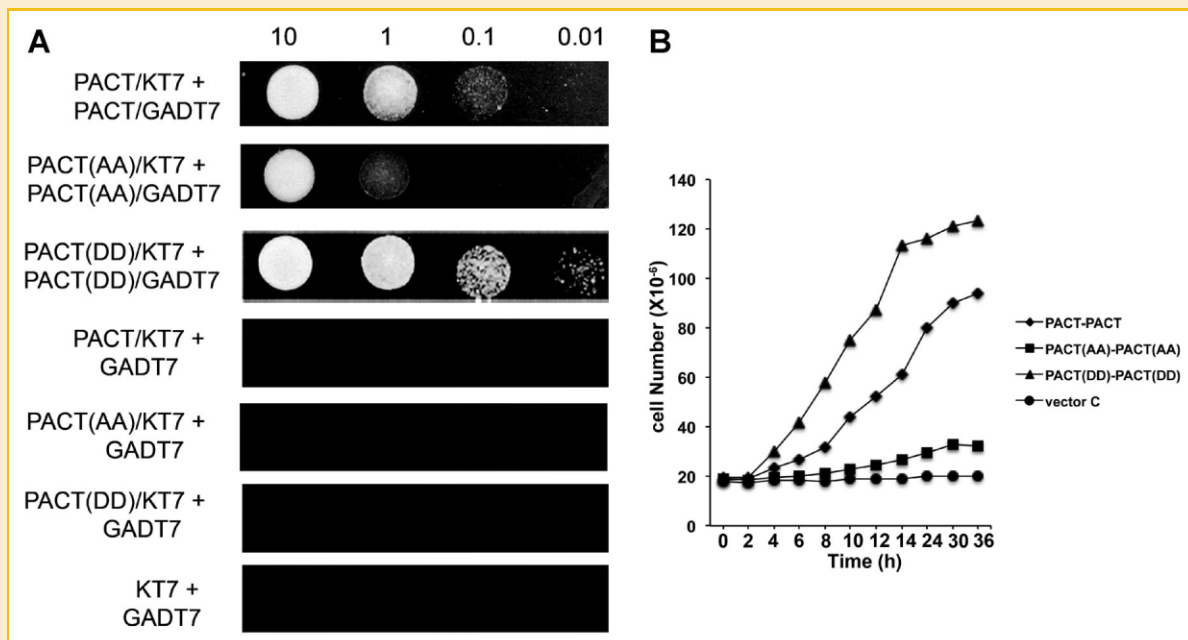 A
10 1 0.1 0.01
PACT/KT7 +
PACT/GADT7
PACT(AA)/KT7 +
PACT(AA)/GADT7
PACT(DD)/KT7 +
PACT(DD)/GADT7
PACT/KT7 +
GADT7
PACT(AA)/KT7 +
GADT7
PACT(DD)/KT7 +
GADT7
KT7 +
GADT7
B
cell Number (X10⁻⁶)
140
120
100
80
60
40
20
0
0 2 4 6 8 10 12 14 24 30 36
Time (h)
PACT-PACT
PACT(AA)-PACT(AA)
PACT(DD)-PACT(DD)
vector C